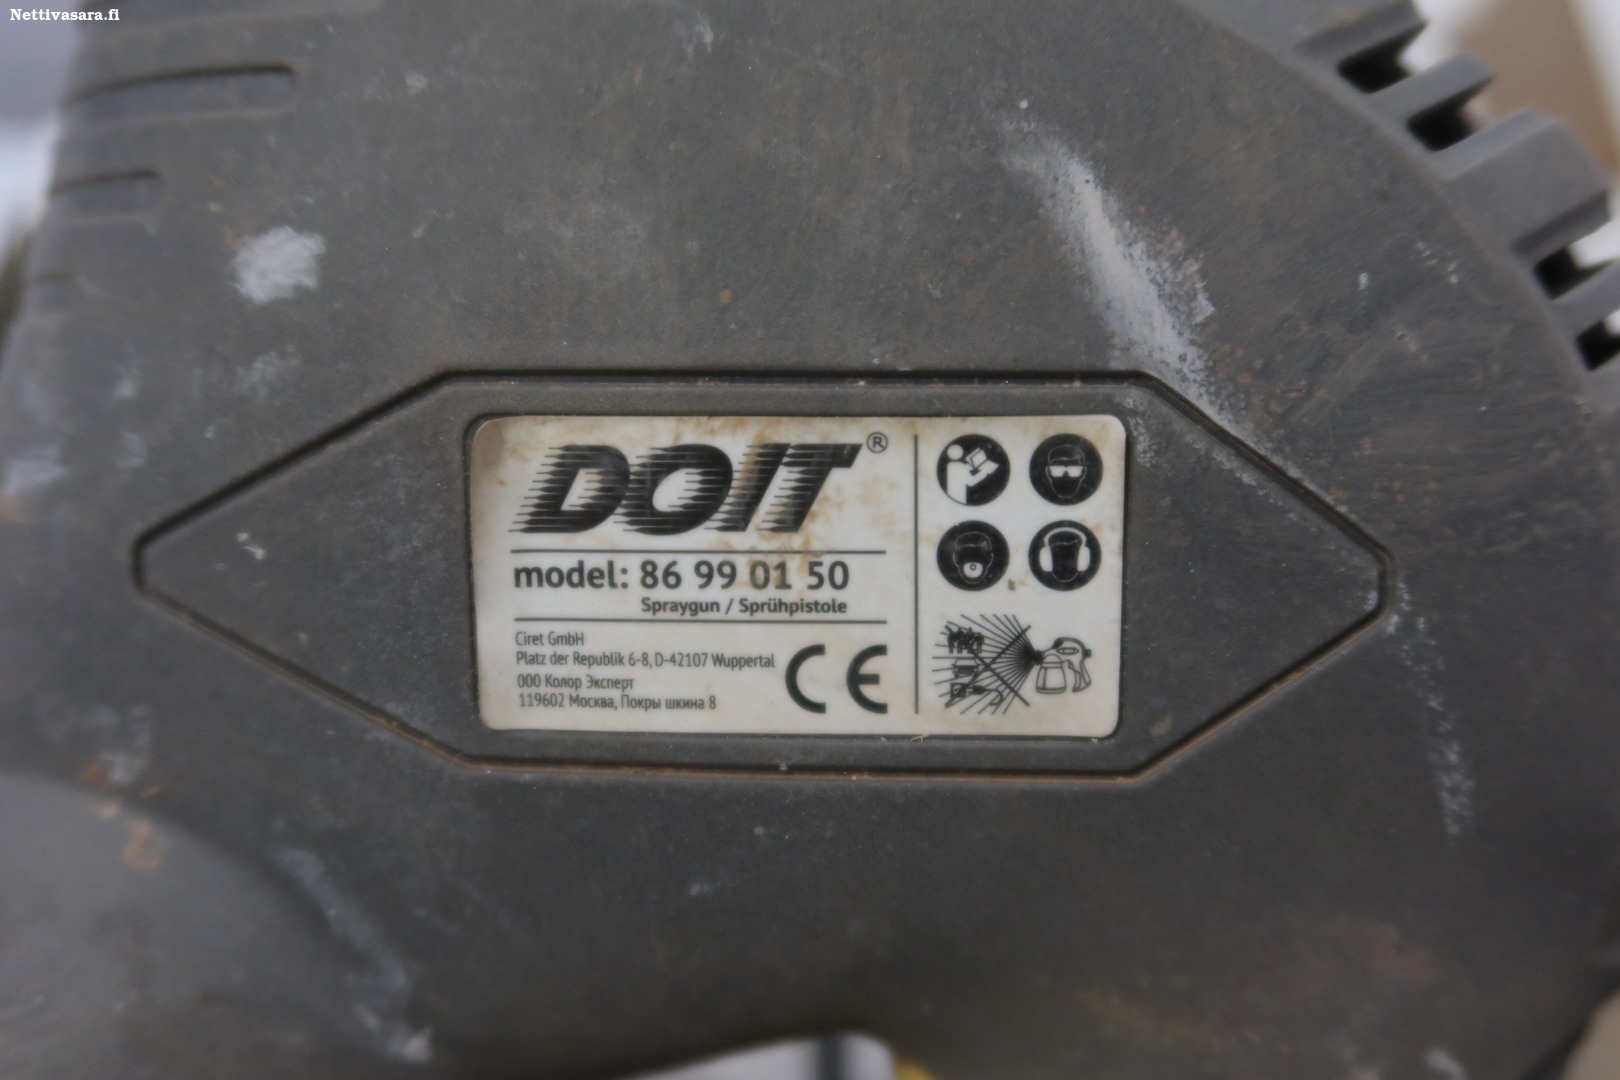 Nettivasara.fi
DOIT®
model: 86 99 01 50
Spraygun / Sprühpistole
Ciret GmbH
Platz der Republik 6-8, D-42107 Wuppertal
ООО Колор Эксперт
119602 Москва, Покры шкина 8
CE